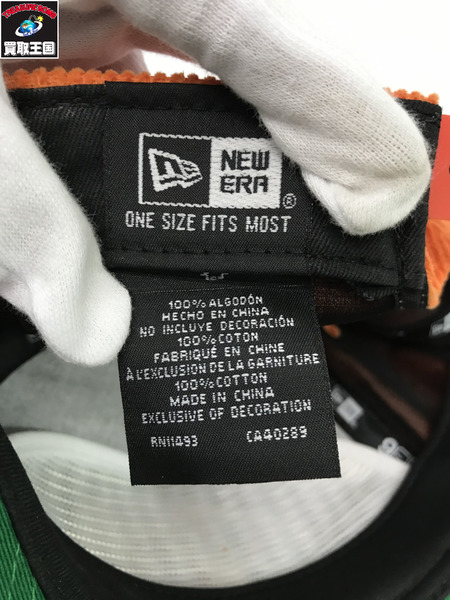 TREASURE
買取王国
NEW
ERA
®
ONE SIZE FITS MOST
100% ALGODÓN
HECHO EN CHINA
NO INCLUYE DECORACIÓN
100% COTON
FABRIQUÉ EN CHINE
À L'EXCLUSION DE LA GARNITURE
100% COTTON
MADE IN CHINA
EXCLUSIVE OF DECORATION
RN11493 CA40289